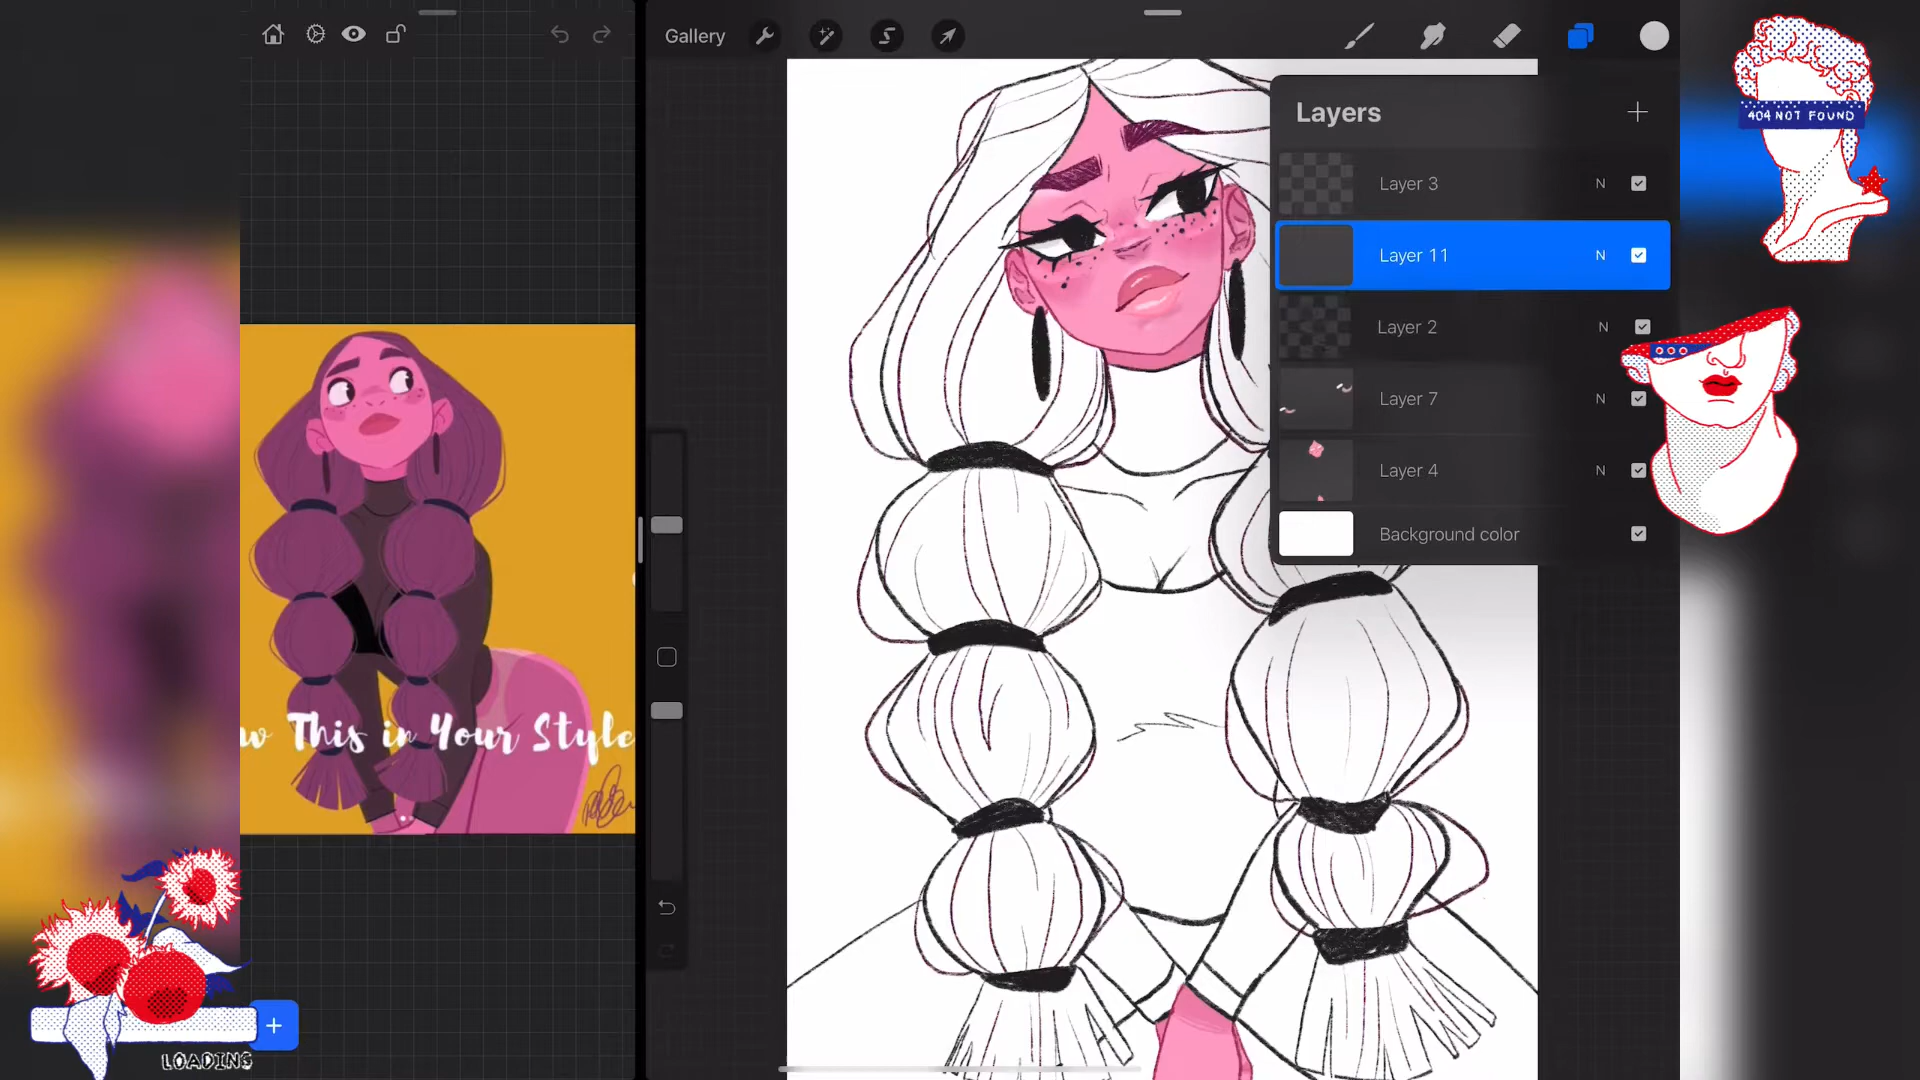 Gallery
Layers
Layer 3
N
Layer 11
N
Layer 2
N
Layer 7
N
Layer 4
N
Background color
404 NOT FOUND
w This in Your Style
LOADING